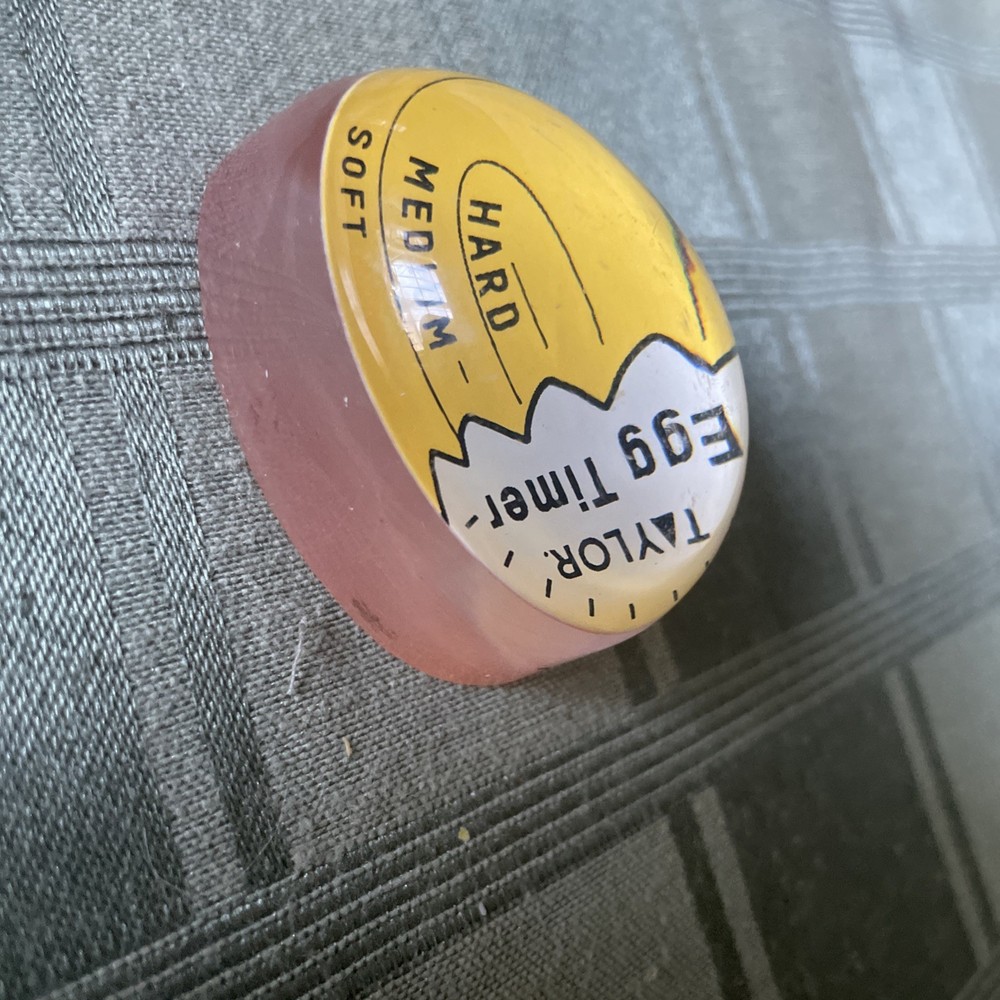 SOFT
MEDIUM
HARD
Egg Timer
TAYLOR